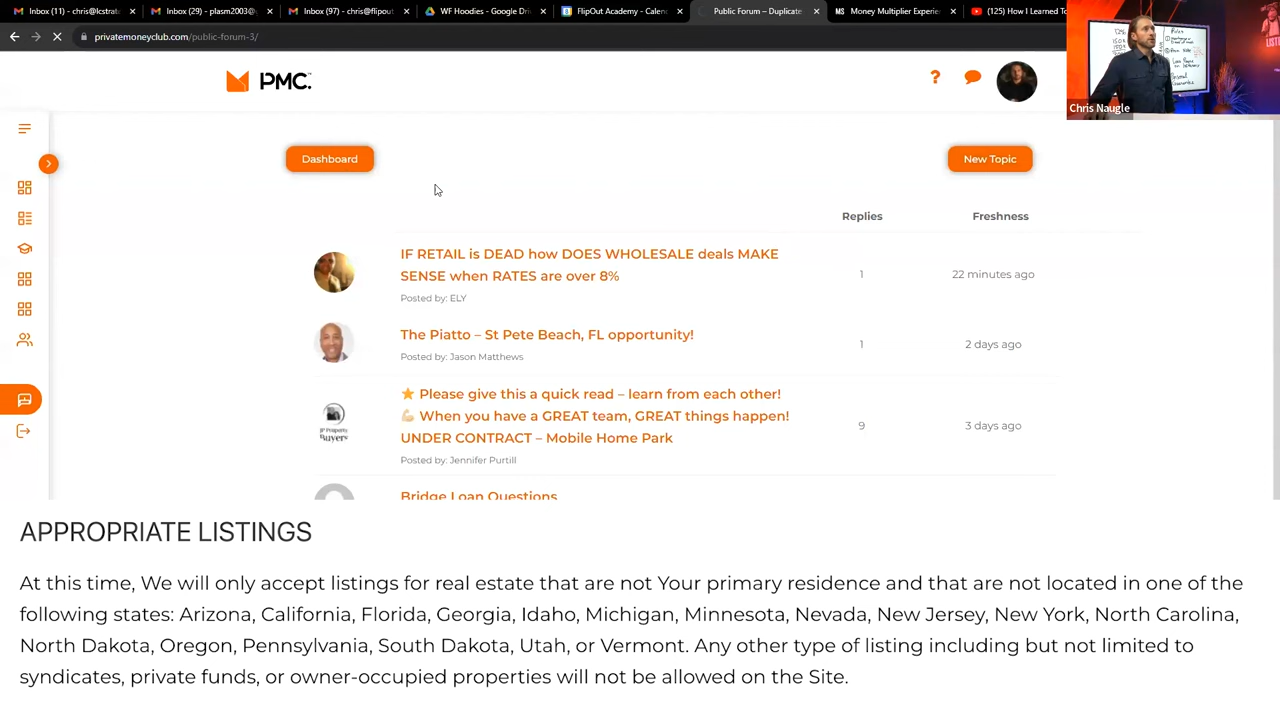 Inbox (11) - chris@lcstrata
Inbox (29) - plasm2003@g
Inbox (97) - chris@flipout
WF Hoodies - Google Dri
FlipOut Academy - Calen
Public Forum – Duplicate
MS Money Multiplier Experie
(125) How I Learned To
privatemoneyclub.com/public-forum-3/
PMC.
?
Chris Naugle
Dashboard
New Topic
Replies
Freshness
IF RETAIL is DEAD how DOES WHOLESALE deals MAKE
SENSE when RATES are over 8%
Posted by: ELY
1
22 minutes ago
The Piatto – St Pete Beach, FL opportunity!
Posted by: Jason Matthews
1
2 days ago
⭐ Please give this a quick read – learn from each other!
💪🏼 When you have a GREAT team, GREAT things happen!
UNDER CONTRACT – Mobile Home Park
Posted by: Jennifer Purtill
9
3 days ago
Bridge Loan Questions
APPROPRIATE LISTINGS
At this time, We will only accept listings for real estate that are not Your primary residence and that are not located in one of the
following states: Arizona, California, Florida, Georgia, Idaho, Michigan, Minnesota, Nevada, New Jersey, New York, North Carolina,
North Dakota, Oregon, Pennsylvania, South Dakota, Utah, or Vermont. Any other type of listing including but not limited to
syndicates, private funds, or owner-occupied properties will not be allowed on the Site.